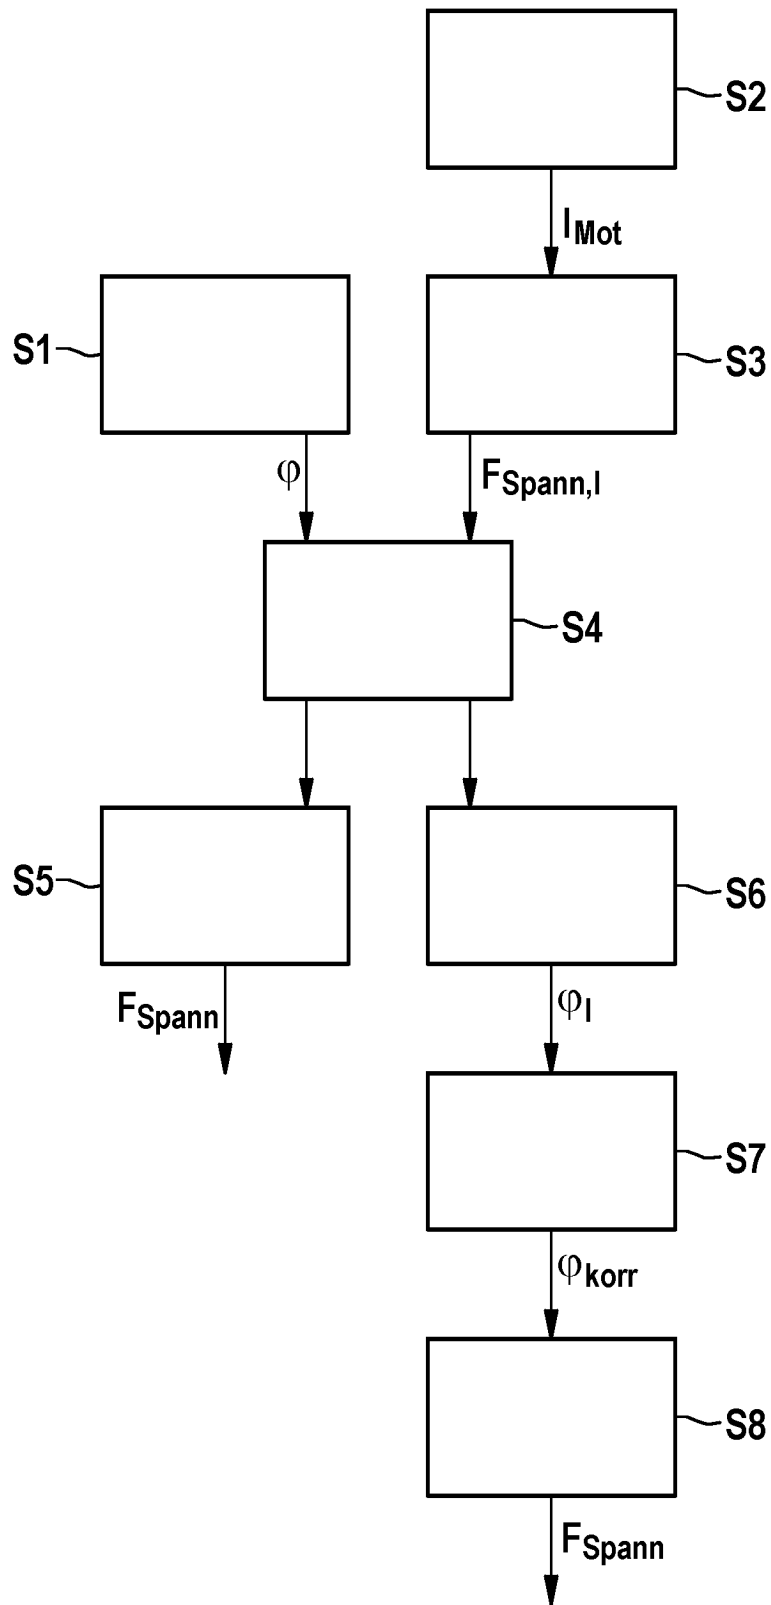 S2
I_Mot
S1
S3
φ
F_Spann,I
S4
S5
S6
F_Spann
φ_I
S7
φ_korr
S8
F_Spann